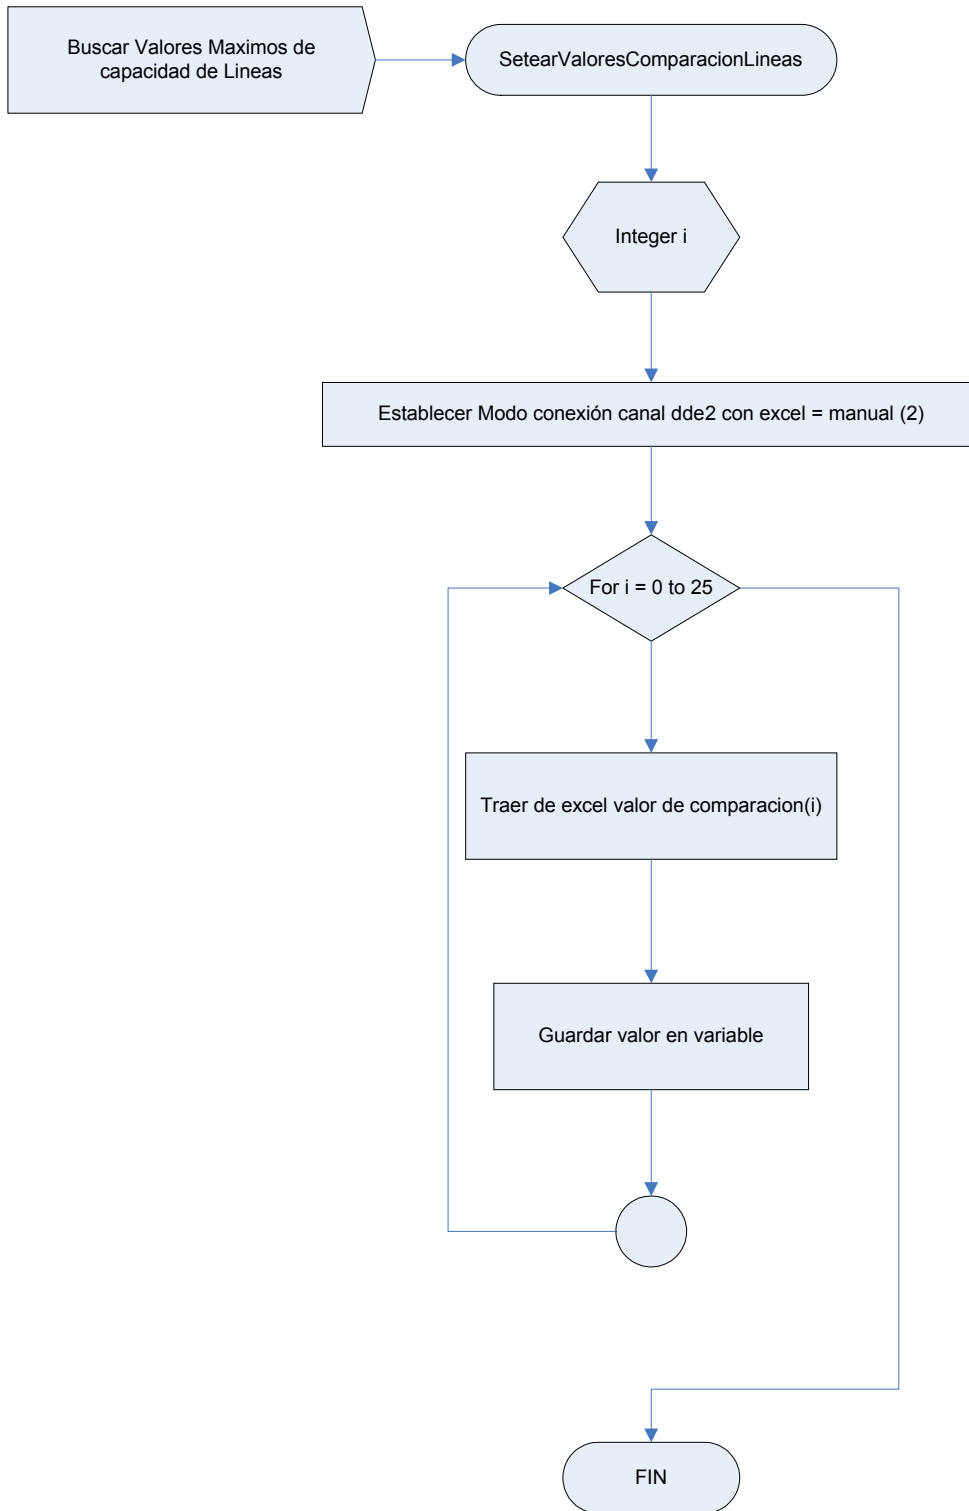 Buscar Valores Maximos de
capacidad de Lineas
SetearValoresComparacionLineas
Integer i
Establecer Modo conexión canal dde2 con excel = manual (2)
For i = 0 to 25
Traer de excel valor de comparacion(i)
Guardar valor en variable
FIN